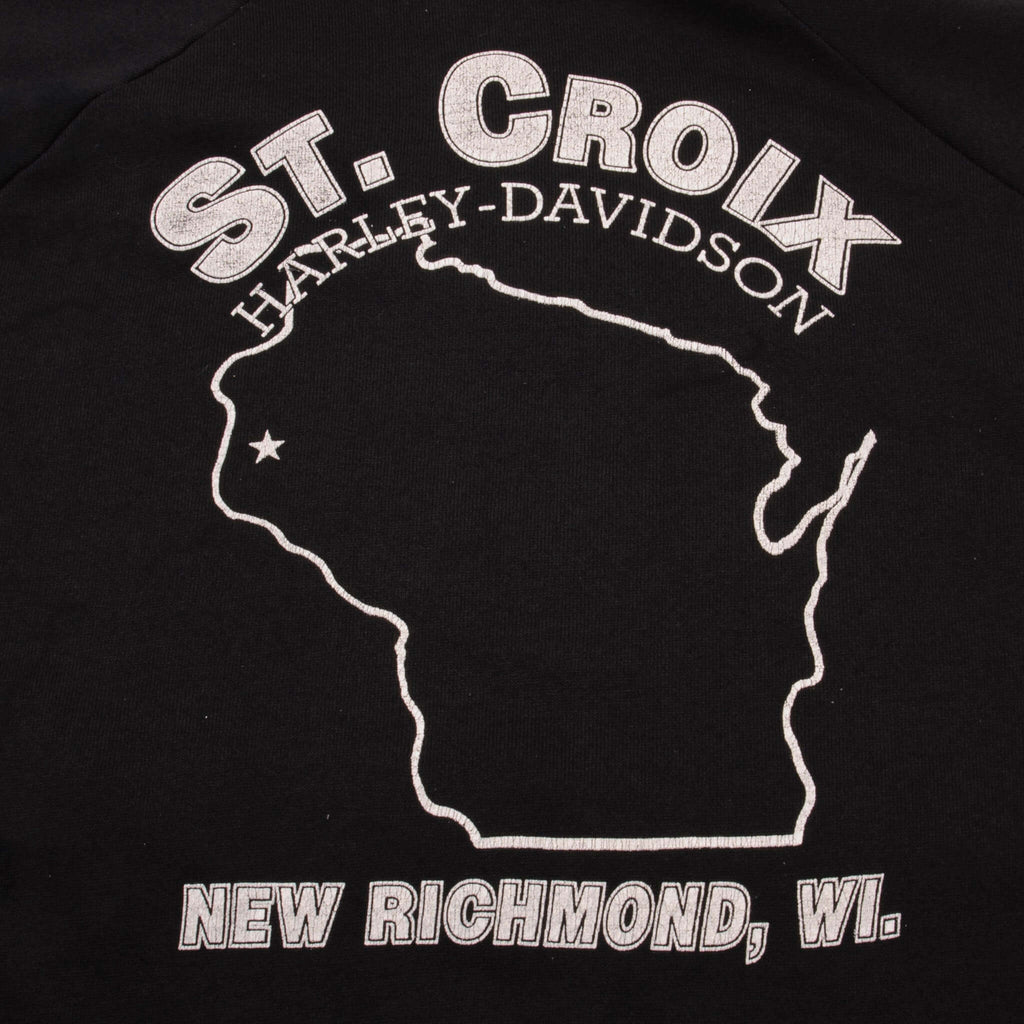 ST. CROIX
HARLEY-DAVIDSON
NEW RICHMOND, WI.